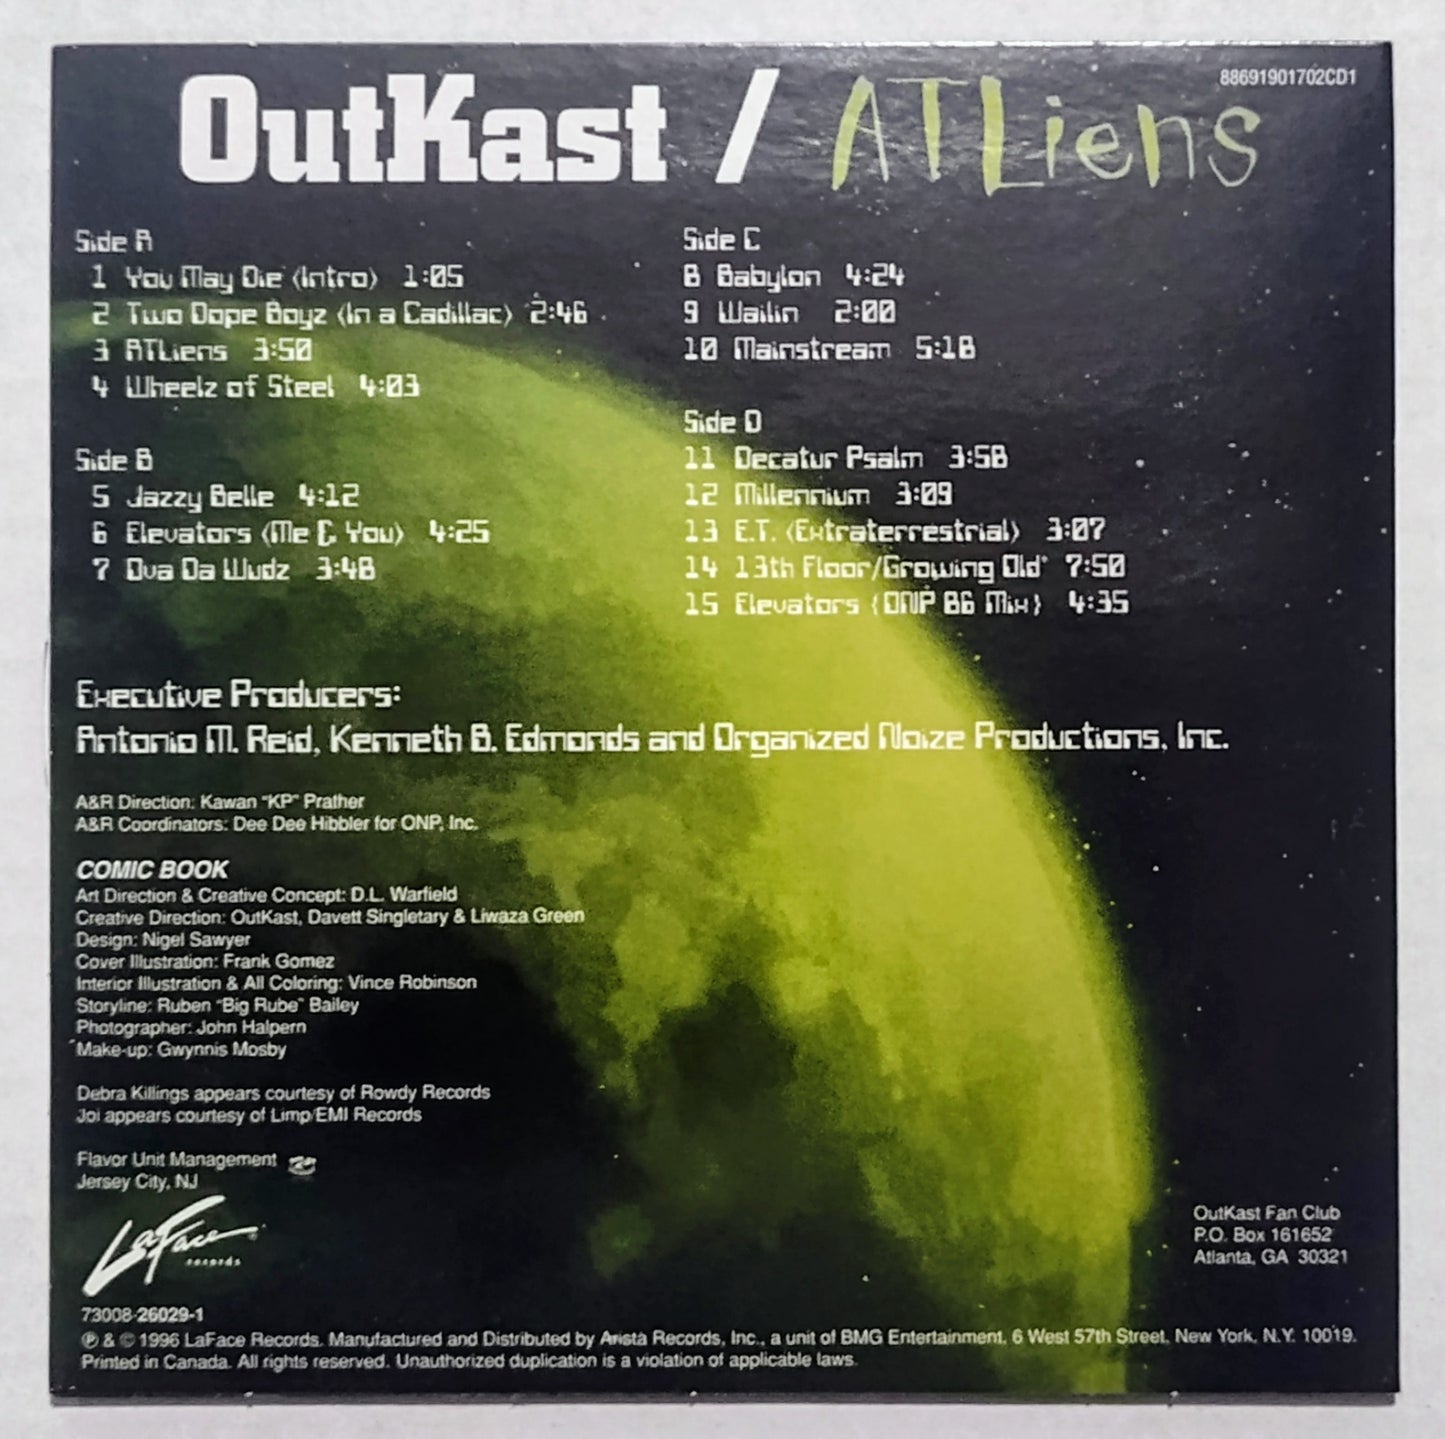 OutKast / ATLiens
88691901702CD1
Side A
1 You May Die (Intro) 1:05
2 Two Dope Boyz (In a Cadillac) 2:46
3 ATLiens 3:50
4 Wheelz of Steel 4:03
Side B
5 Jazzy Belle 4:12
6 Elevators (Me & You) 4:25
7 Ova Da Wudz 3:48
Side C
8 Babylon 4:24
9 Wailin 2:00
10 Mainstream 5:18
Side D
11 Decatur Psalm 3:58
12 Millennium 3:09
13 E.T. (Extraterrestrial) 3:07
14 13th Floor/Growing Old 7:50
15 Elevators (ONP 86 Mix) 4:35
Executive Producers:
Antonio M. Reid, Kenneth B. Edmonds and Organized Noize Productions, Inc.
A&R Direction: Kawan "KP" Prather
A&R Coordinators: Dee Dee Hibbler for ONP, Inc.
COMIC BOOK
Art Direction & Creative Concept: D.L. Warfield
Creative Direction: OutKast, Davett Singletary & Liwaza Green
Design: Nigel Sawyer
Cover Illustration: Frank Gomez
Interior Illustration & All Coloring: Vince Robinson
Storyline: Ruben "Big Rube" Bailey
Photographer: John Halpern
Make-up: Gwynnis Mosby
Debra Killings appears courtesy of Rowdy Records
Joi appears courtesy of Limp/EMI Records
Flavor Unit Management
Jersey City, NJ
LaFace
records
OutKast Fan Club
P.O. Box 161652
Atlanta, GA 30321
73008-26029-1
℗ & © 1996 LaFace Records. Manufactured and Distributed by Arista Records, Inc., a unit of BMG Entertainment, 6 West 57th Street, New York, N.Y. 10019.
Printed in Canada. All rights reserved. Unauthorized duplication is a violation of applicable laws.